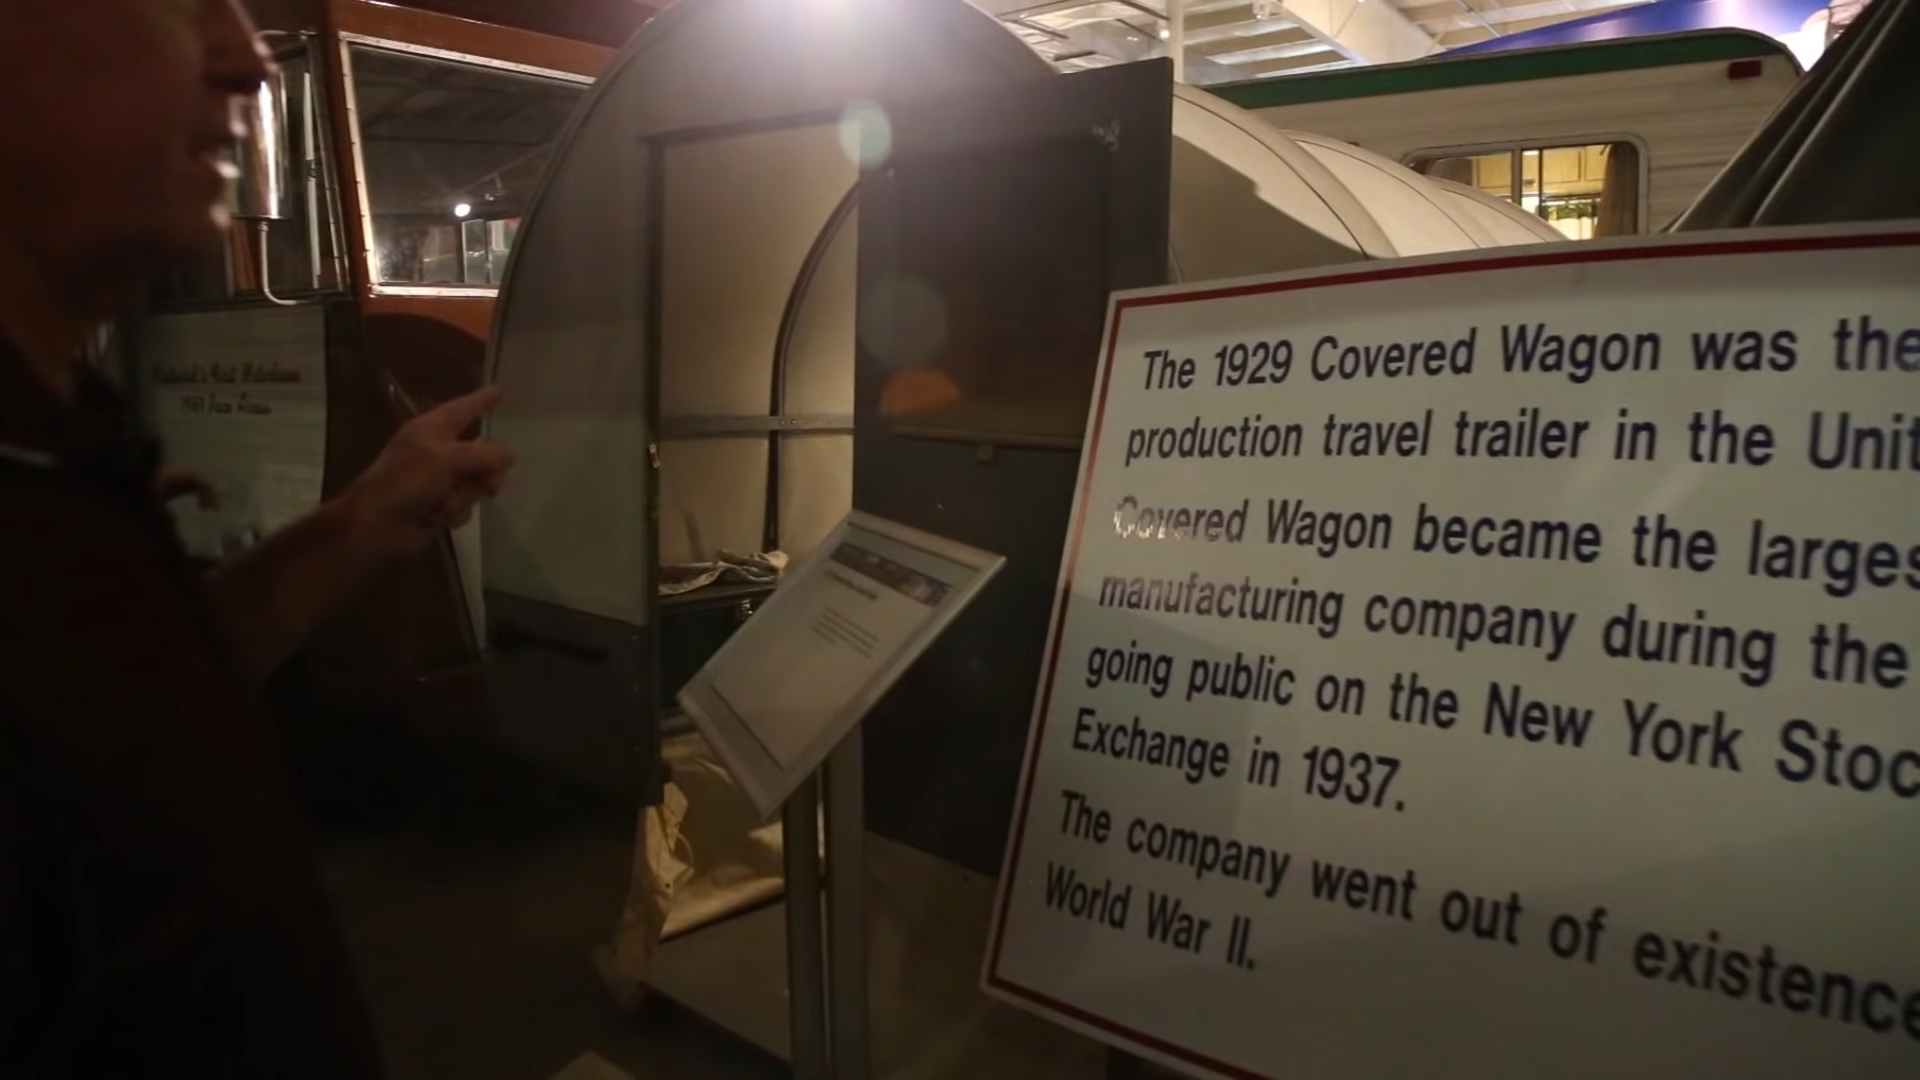 The 1929 Covered Wagon was the
production travel trailer in the Unit
Covered Wagon became the larges
manufacturing company during the
going public on the New York Stoc
Exchange in 1937.
The company went out of existence
World War II.